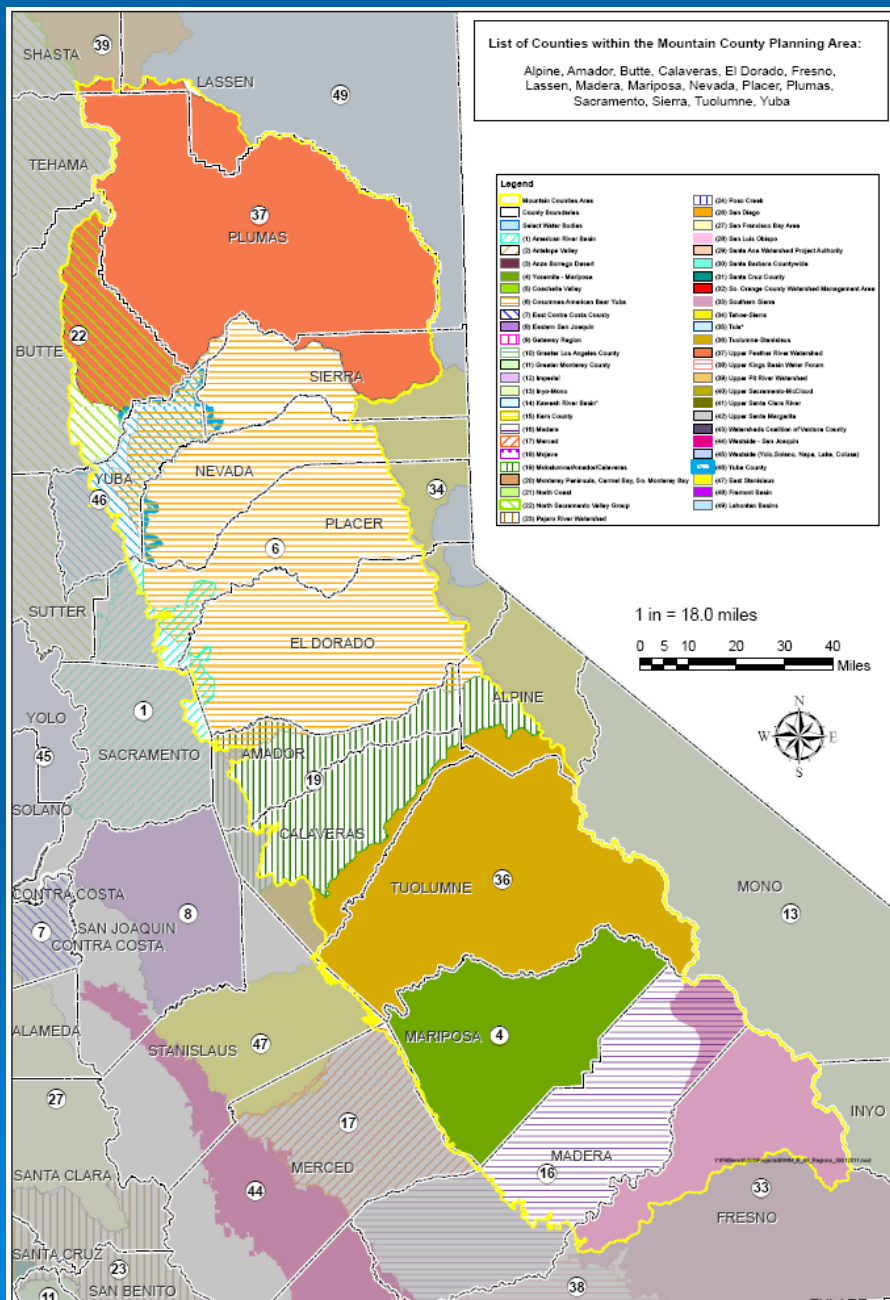 List of Counties within the Mountain County Planning Area:
Alpine, Amador, Butte, Calaveras, El Dorado, Fresno,
Lassen, Madera, Mariposa, Nevada, Placer, Plumas,
Sacramento, Sierra, Tuolumne, Yuba
Legend
Mountain Counties Area
County Boundaries
Select Water Bodies
(1) American River Basin
(2) Antelope Valley
(3) Anza Borrego Desert
(4) Yosemite - Mariposa
(5) Coachella Valley
(6) Cosumnes American Bear Yuba
(7) East Contra Costa County
(8) Eastern San Joaquin
(9) Gateway Region
(10) Greater Los Angeles County
(11) Greater Monterey County
(12) Imperial
(13) Inyo-Mono
(14) Kaweah River Basin*
(15) Kern County
(16) Madera
(17) Merced
(18) Mojave
(19) Mokelumne/Amador/Calaveras
(20) Monterey Peninsula, Carmel Bay, So. Monterey Bay
(21) North Coast
(22) North Sacramento Valley Group
(23) Pajaro River Watershed
(24) Poso Creek
(26) San Diego
(27) San Francisco Bay Area
(28) San Luis Obispo
(29) Santa Ana Watershed Project Authority
(30) Santa Barbara Countywide
(31) Santa Cruz County
(32) So. Orange County Watershed Management Area
(33) Southern Sierra
(34) Tahoe-Sierra
(35) Tule*
(36) Tuolumne-Stanislaus
(37) Upper Feather River Watershed
(38) Upper Kings Basin Water Forum
(39) Upper Pit River Watershed
(40) Upper Sacramento-McCloud
(41) Upper Santa Clara River
(42) Upper Santa Margarita
(43) Watersheds Coalition of Ventura County
(44) Westside - San Joaquin
(45) Westside (Yolo, Solano, Napa, Lake, Colusa)
(46) Yuba County
(47) East Stanislaus
(48) Fremont Basin
(49) Lahontan Basins
1 in = 18.0 miles
0 5 10 20 30 40
Miles
N
W E
S
39
SHASTA
LASSEN
49
TEHAMA
37
PLUMAS
22
BUTTE
SIERRA
NEVADA
YUBA
46
34
PLACER
6
SUTTER
EL DORADO
ALPINE
1
YOLO
SACRAMENTO
AMADOR
45
19
SOLANO
CALAVERAS
36
TUOLUMNE
MONO
13
CONTRA COSTA
8
7
SAN JOAQUIN
CONTRA COSTA
ALAMEDA
MARIPOSA
4
STANISLAUS
47
27
INYO
17
MADERA
MERCED
16
SANTA CLARA
44
33
FRESNO
SANTA CRUZ
23
SAN BENITO
38
11